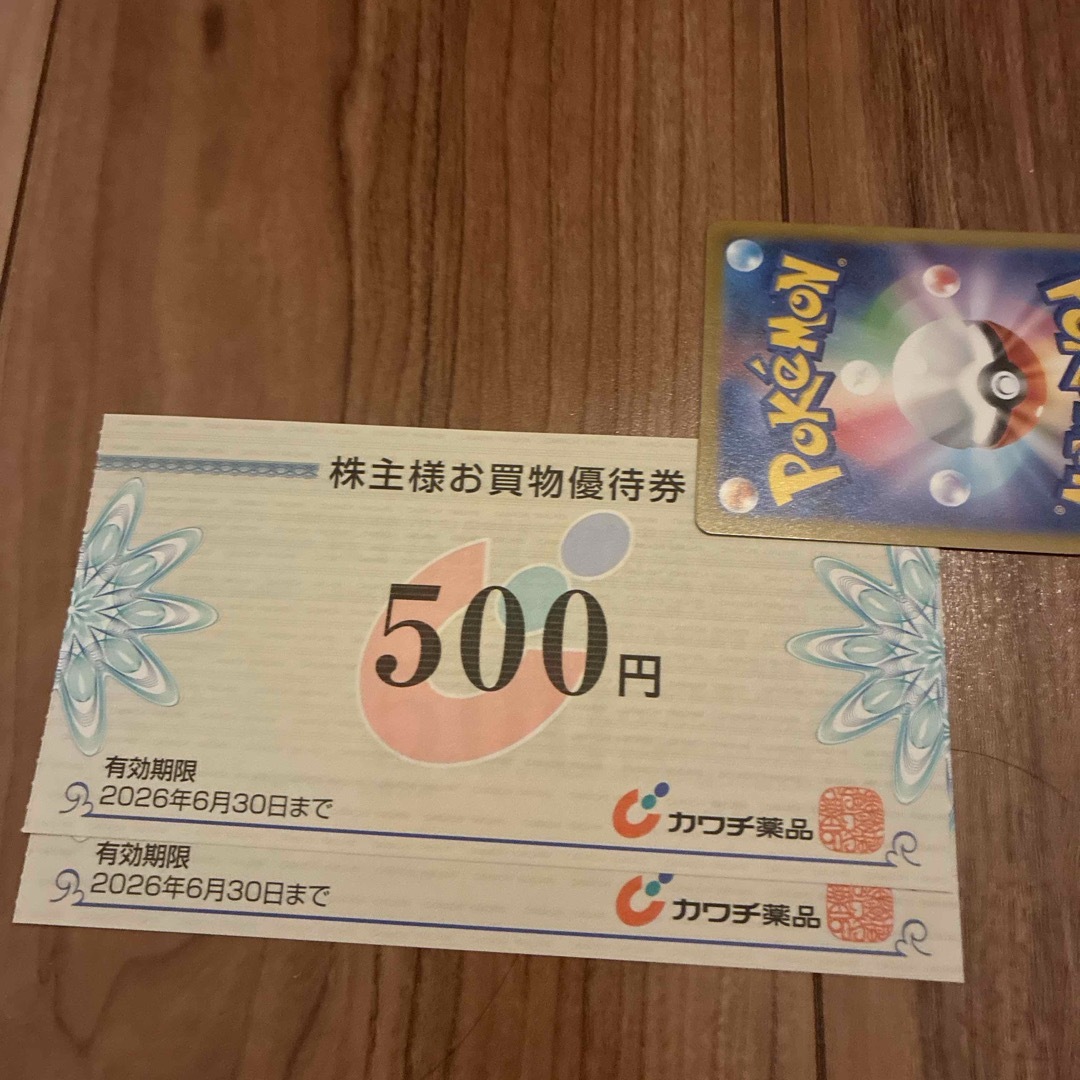 POKéMON
株主様お買物優待券
500円
有効期限
2026年6月30日まで
カワチ薬品
有効期限
2026年6月30日まで
カワチ薬品